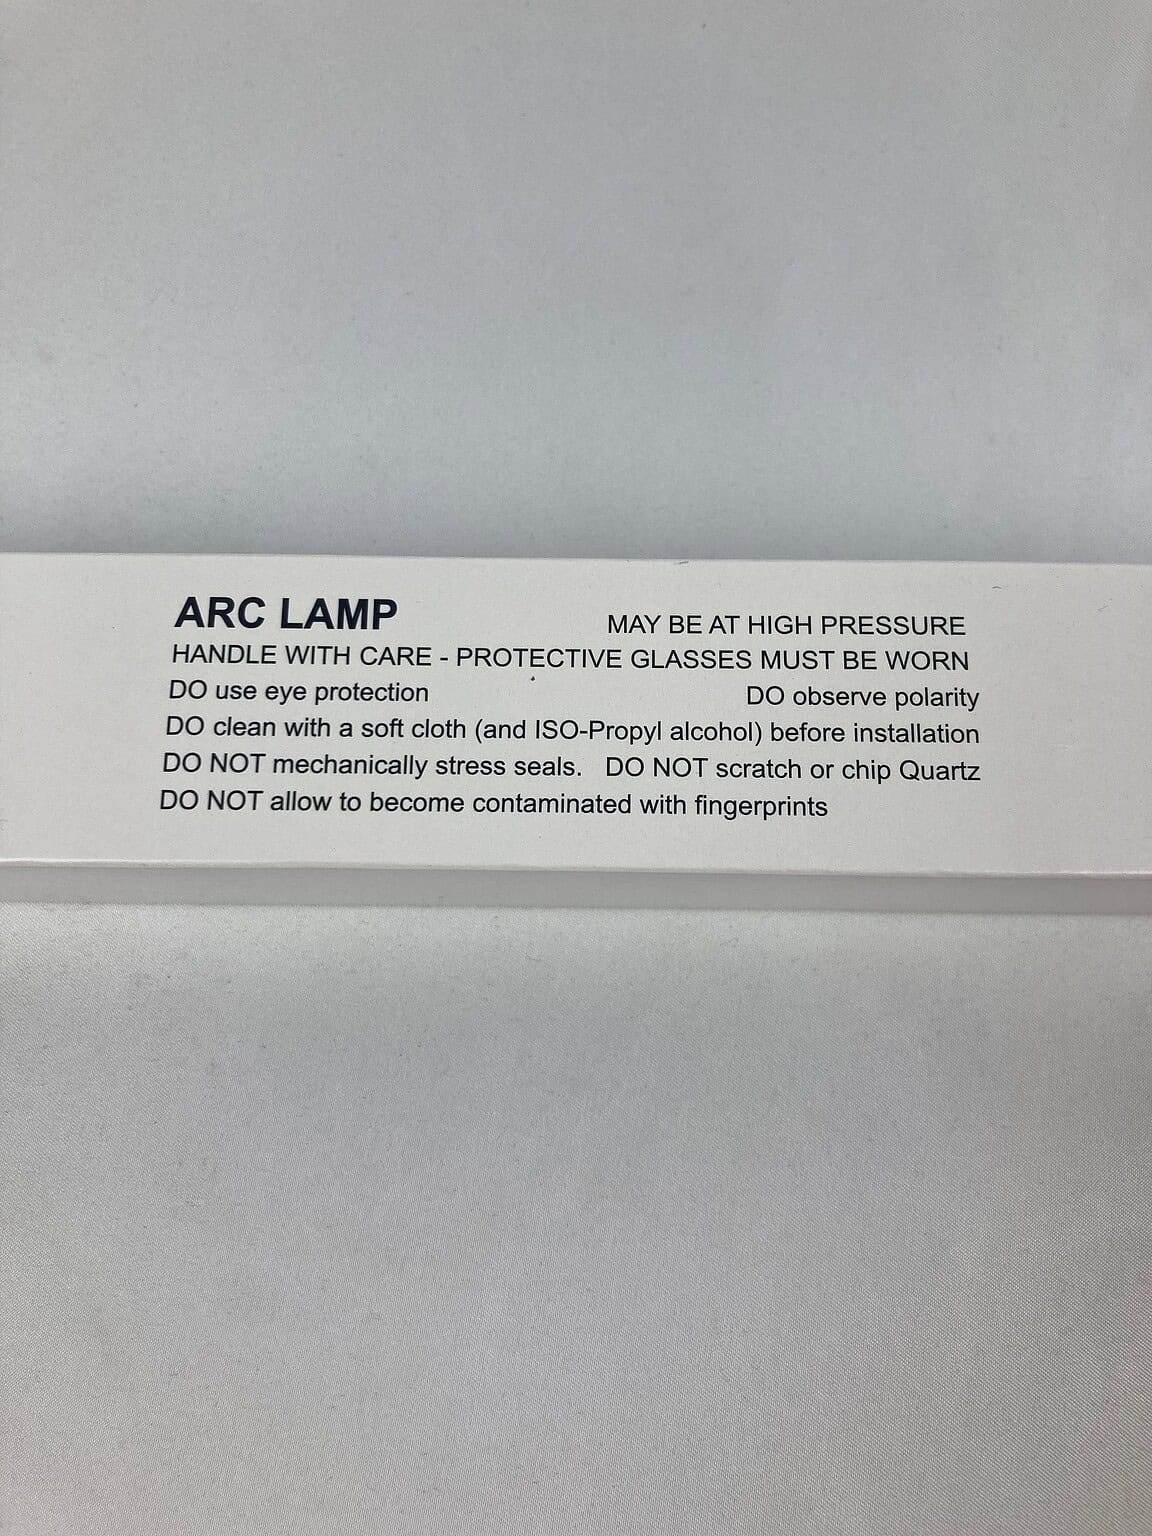 ARC LAMP MAY BE AT HIGH PRESSURE
HANDLE WITH CARE - PROTECTIVE GLASSES MUST BE WORN
DO use eye protection DO observe polarity
DO clean with a soft cloth (and ISO-Propyl alcohol) before installation
DO NOT mechanically stress seals. DO NOT scratch or chip Quartz
DO NOT allow to become contaminated with fingerprints